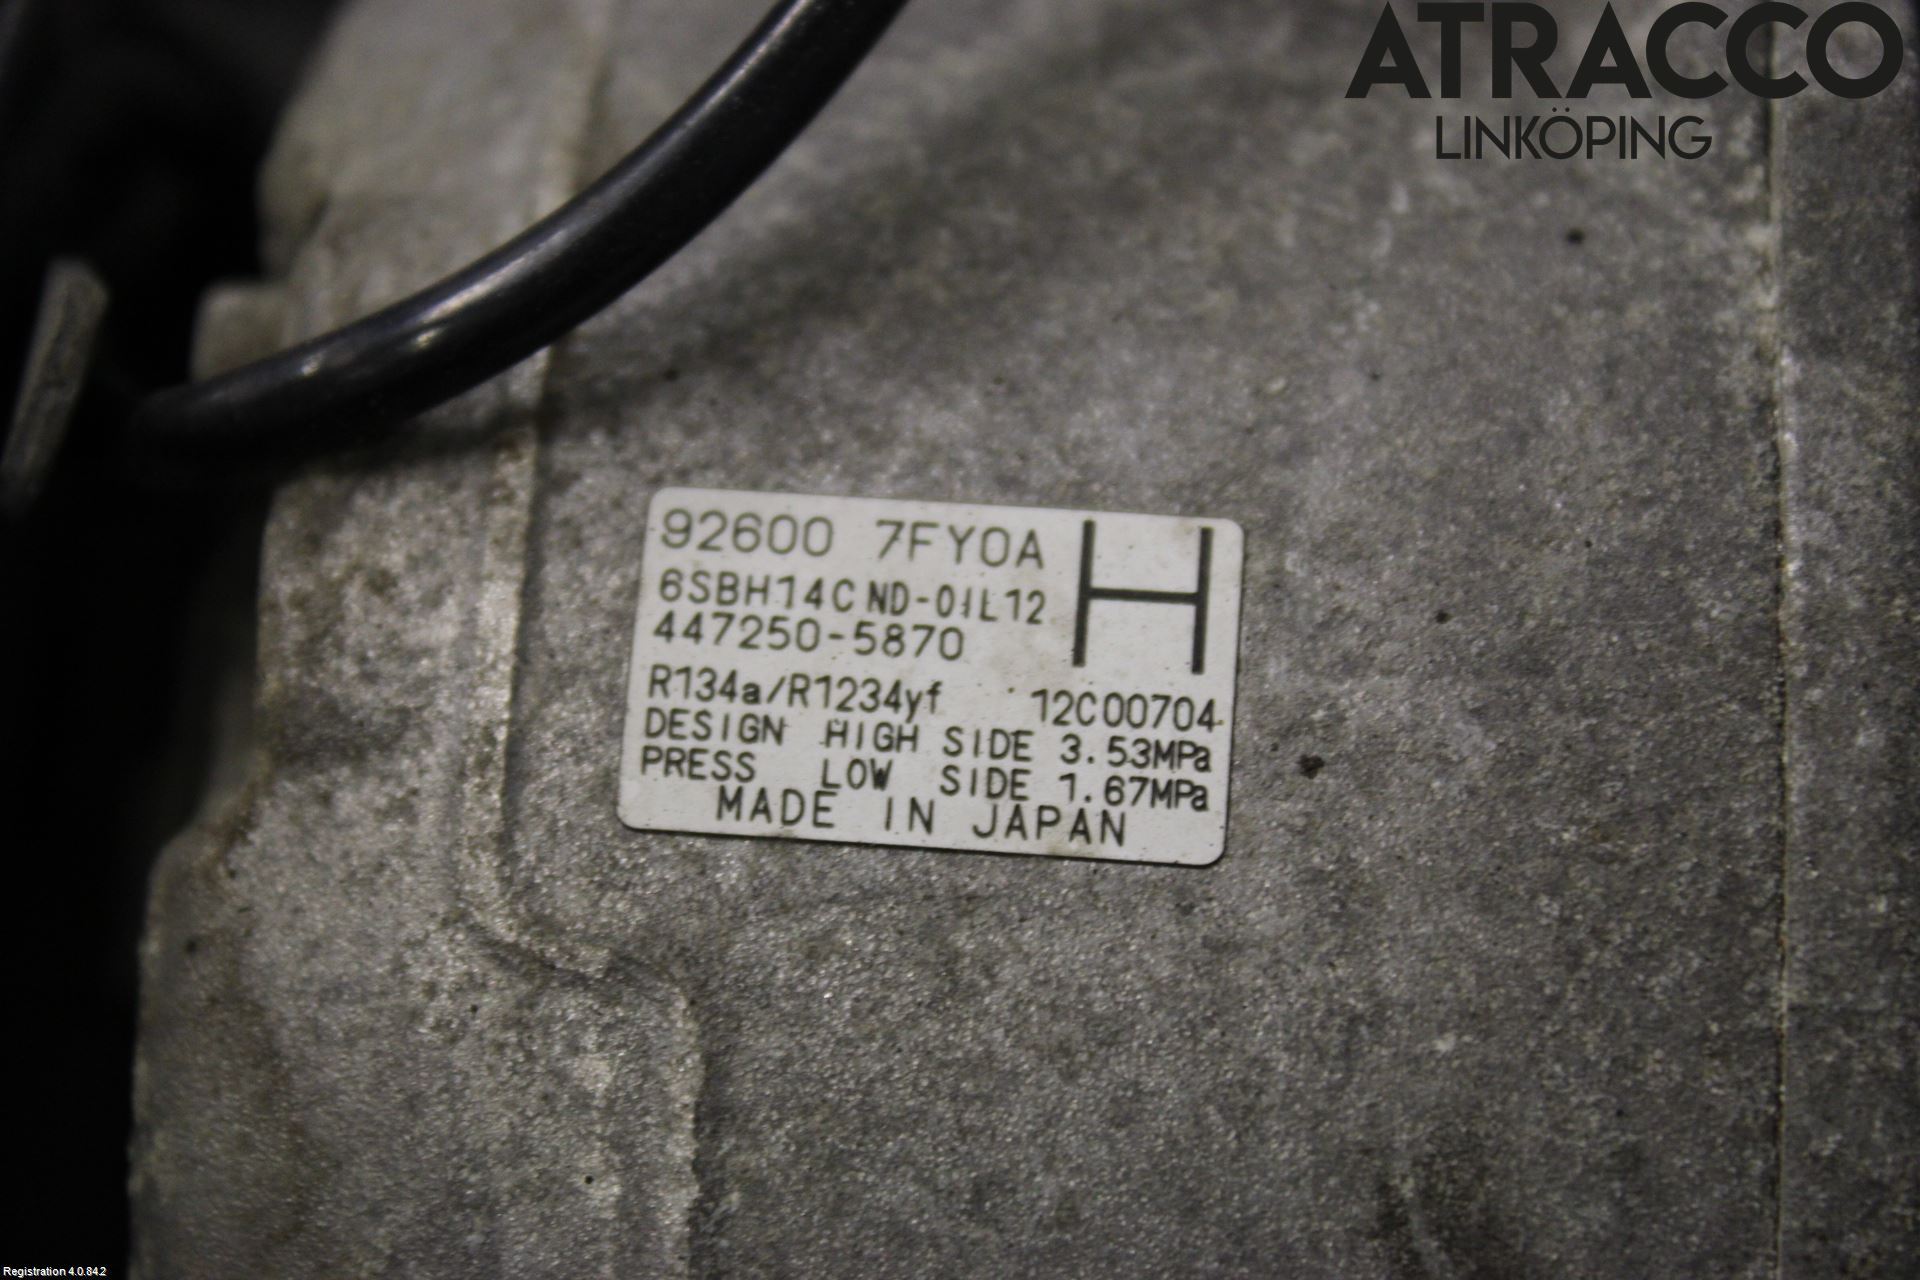 ATRACCO
LINKÖPING
92600 7FY0A H
6SBH14C ND-OIL12
447250-5870
R134a/R1234yf 12C00704
DESIGN HIGH SIDE 3.53MPa
PRESS LOW SIDE 1.67MPa
MADE IN JAPAN
Registration 4.0.84.2